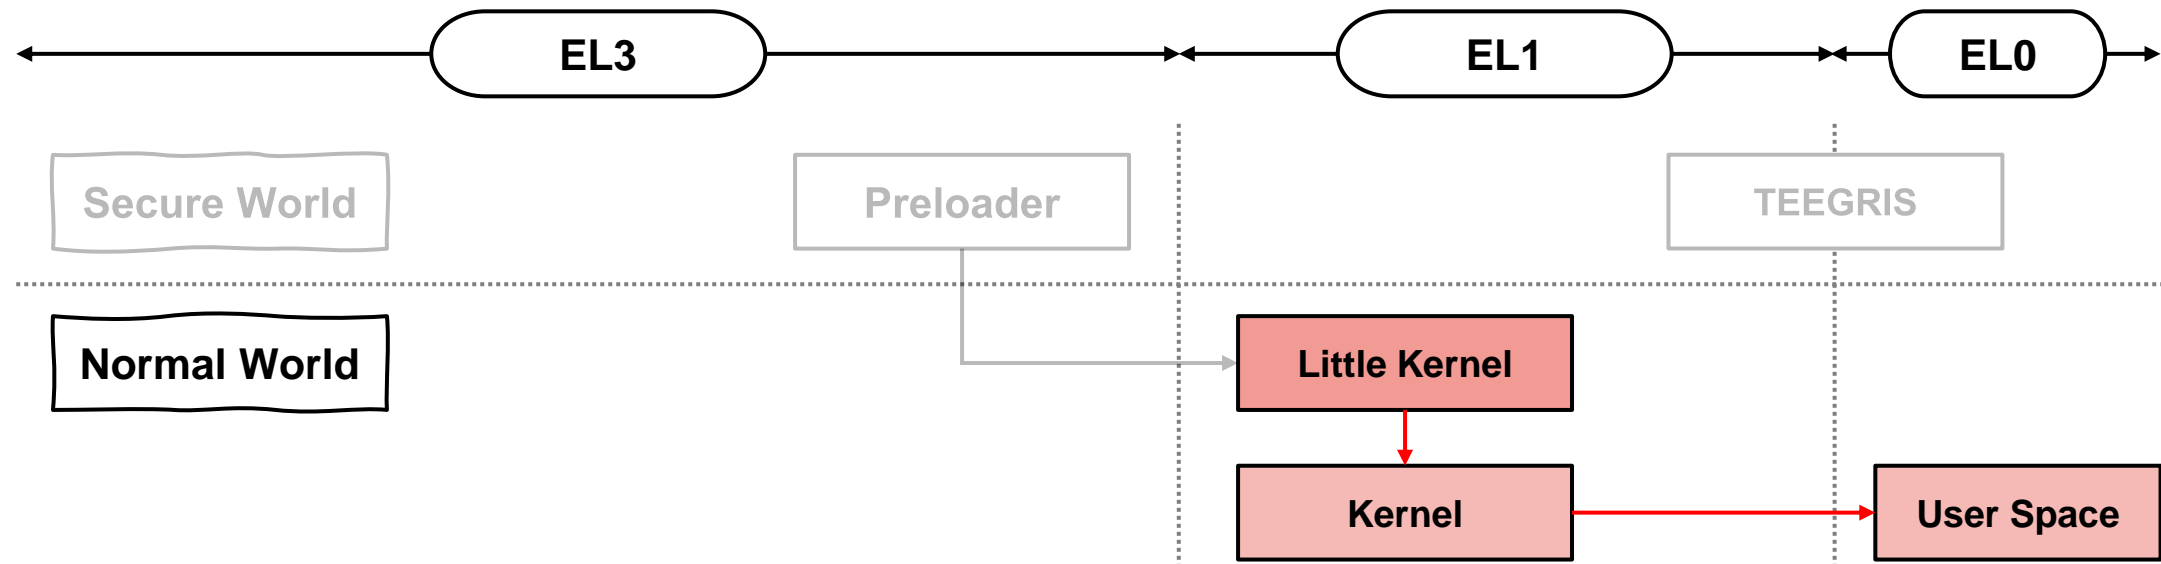 EL3
EL1
EL0
Secure World
Preloader
TEEGRIS
Normal World
Little Kernel
Kernel
User Space